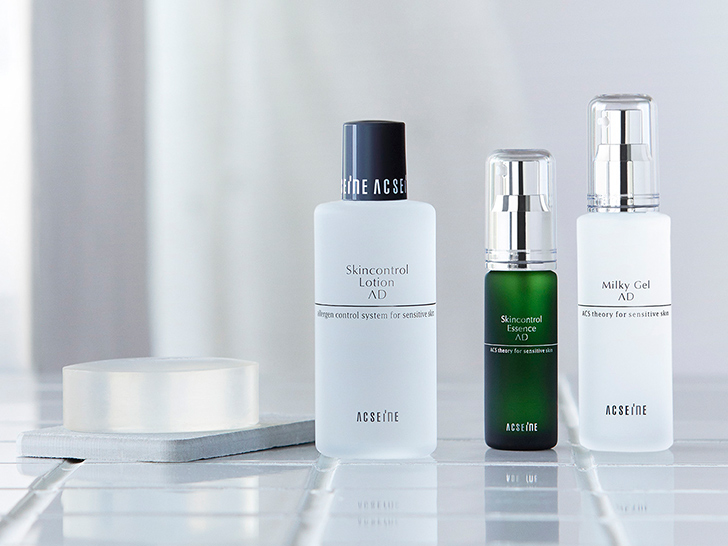 ACSEINE
Skincontrol
Lotion
AD
allergen control system for sensitive skin
ACSEINE
Skincontrol
Essence
AD
ACS theory for sensitive skin
ACSEINE
Milky Gel
AD
ACS theory for sensitive skin
ACSEINE